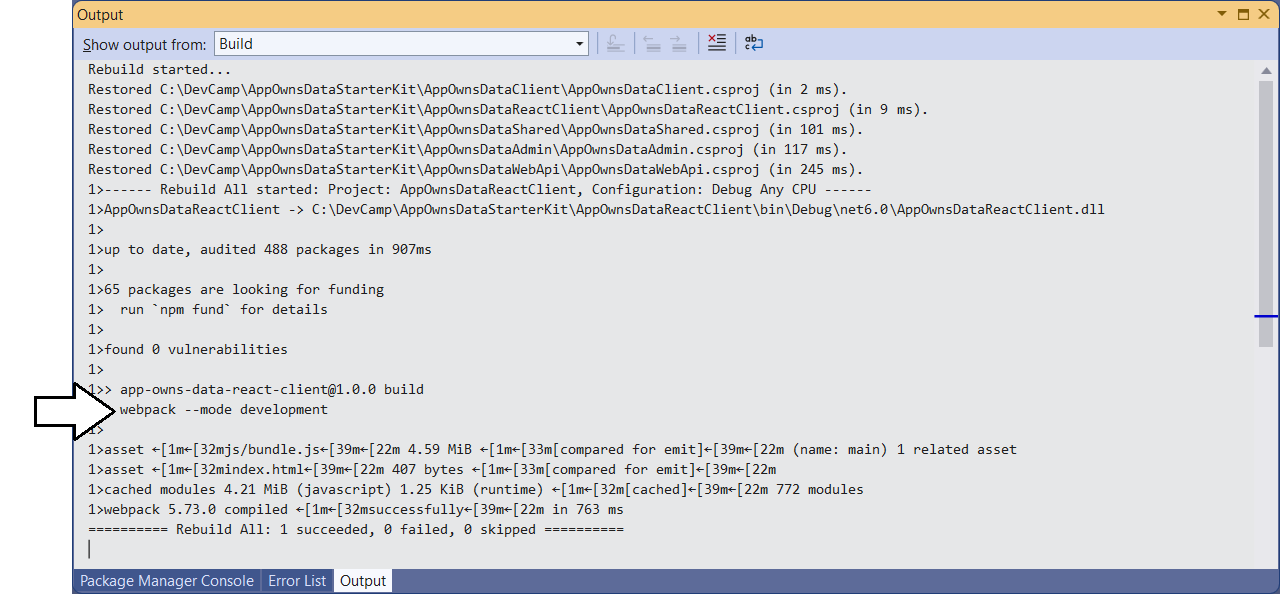 Output
Show output from: Build
Rebuild started...
Restored C:\DevCamp\AppOwnsDataStarterKit\AppOwnsDataClient\AppOwnsDataClient.csproj (in 2 ms).
Restored C:\DevCamp\AppOwnsDataStarterKit\AppOwnsDataReactClient\AppOwnsDataReactClient.csproj (in 9 ms).
Restored C:\DevCamp\AppOwnsDataStarterKit\AppOwnsDataShared\AppOwnsDataShared.csproj (in 101 ms).
Restored C:\DevCamp\AppOwnsDataStarterKit\AppOwnsDataAdmin\AppOwnsDataAdmin.csproj (in 117 ms).
Restored C:\DevCamp\AppOwnsDataStarterKit\AppOwnsDataWebApi\AppOwnsDataWebApi.csproj (in 245 ms).
1>------ Rebuild All started: Project: AppOwnsDataReactClient, Configuration: Debug Any CPU ------
1>AppOwnsDataReactClient -> C:\DevCamp\AppOwnsDataStarterKit\AppOwnsDataReactClient\bin\Debug\net6.0\AppOwnsDataReactClient.dll
1>
1>up to date, audited 488 packages in 907ms
1>
1>65 packages are looking for funding
1>  run `npm fund` for details
1>
1>found 0 vulnerabilities
1>
1>> app-owns-data-react-client@1.0.0 build
webpack --mode development
1>
1>asset ←[1m←[32mjs/bundle.js←[39m←[22m 4.59 MiB ←[1m←[33m[compared for emit]←[39m←[22m (name: main) 1 related asset
1>asset ←[1m←[32mindex.html←[39m←[22m 407 bytes ←[1m←[33m[compared for emit]←[39m←[22m
1>cached modules 4.21 MiB (javascript) 1.25 KiB (runtime) ←[1m←[32m[cached]←[39m←[22m 772 modules
1>webpack 5.73.0 compiled ←[1m←[32msuccessfully←[39m←[22m in 763 ms
========== Rebuild All: 1 succeeded, 0 failed, 0 skipped ==========
Package Manager Console Error List Output